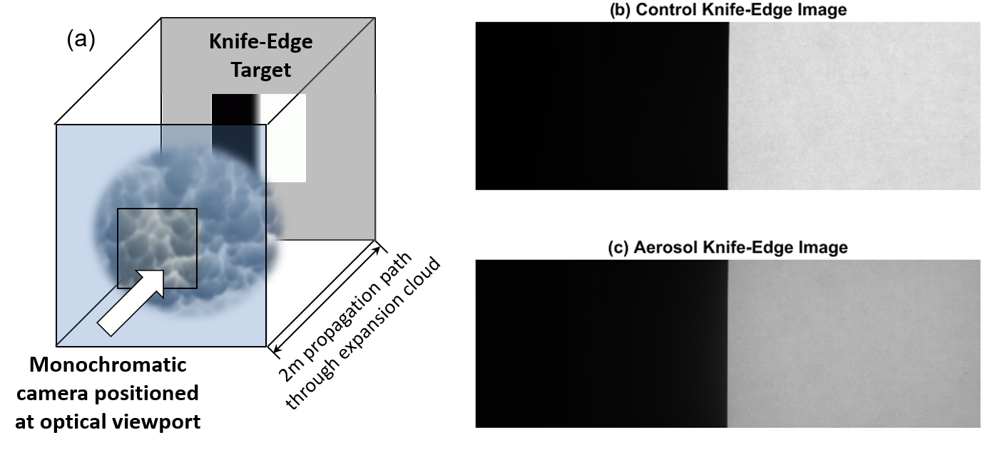 (a)
Knife-Edge
Target
2m propagation path
through expansion cloud
Monochromatic
camera positioned
at optical viewport
(b) Control Knife-Edge Image
(c) Aerosol Knife-Edge Image